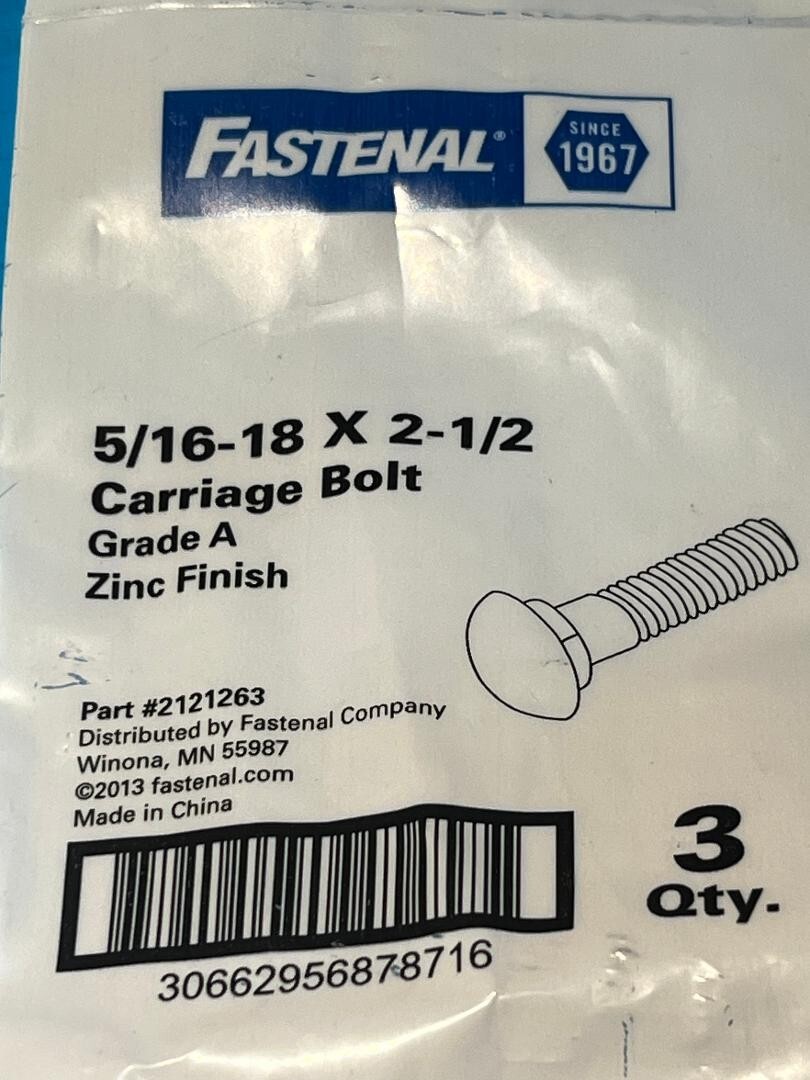 FASTENAL®
SINCE
1967
5/16-18 X 2-1/2
Carriage Bolt
Grade A
Zinc Finish
Part #2121263
Distributed by Fastenal Company
Winona, MN 55987
©2013 fastenal.com
Made in China
30662956878716
3
Qty.